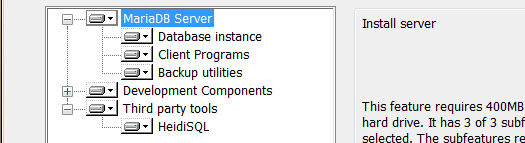 MariaDB Server
Database instance
Client Programs
Backup utilities
Development Components
Third party tools
HeidiSQL
Install server
This feature requires 400MB
hard drive. It has 3 of 3 subf
selected. The subfeatures re